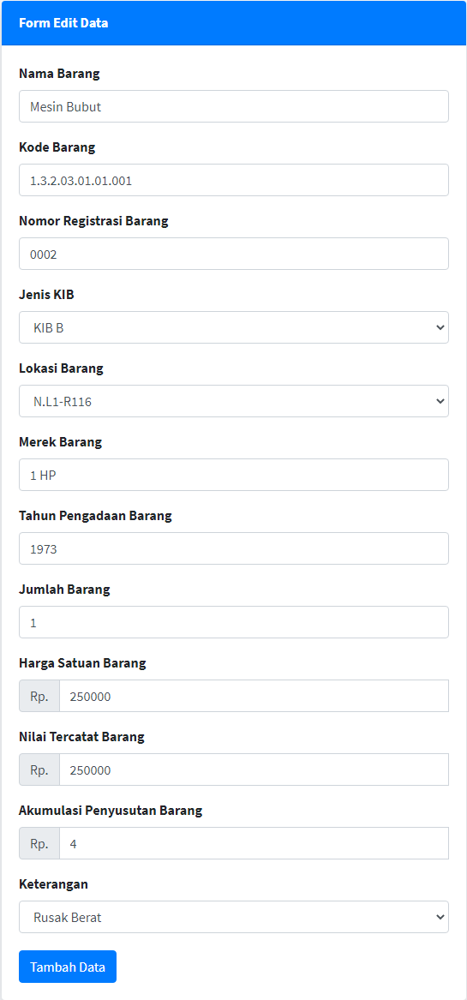 Form Edit Data
Nama Barang
Mesin Bubut
Kode Barang
1.3.2.03.01.01.001
Nomor Registrasi Barang
0002
Jenis KIB
KIB B
Lokasi Barang
N.L1-R116
Merek Barang
1 HP
Tahun Pengadaan Barang
1973
Jumlah Barang
1
Harga Satuan Barang
Rp. 250000
Nilai Tercatat Barang
Rp. 250000
Akumulasi Penyusutan Barang
Rp. 4
Keterangan
Rusak Berat
Tambah Data